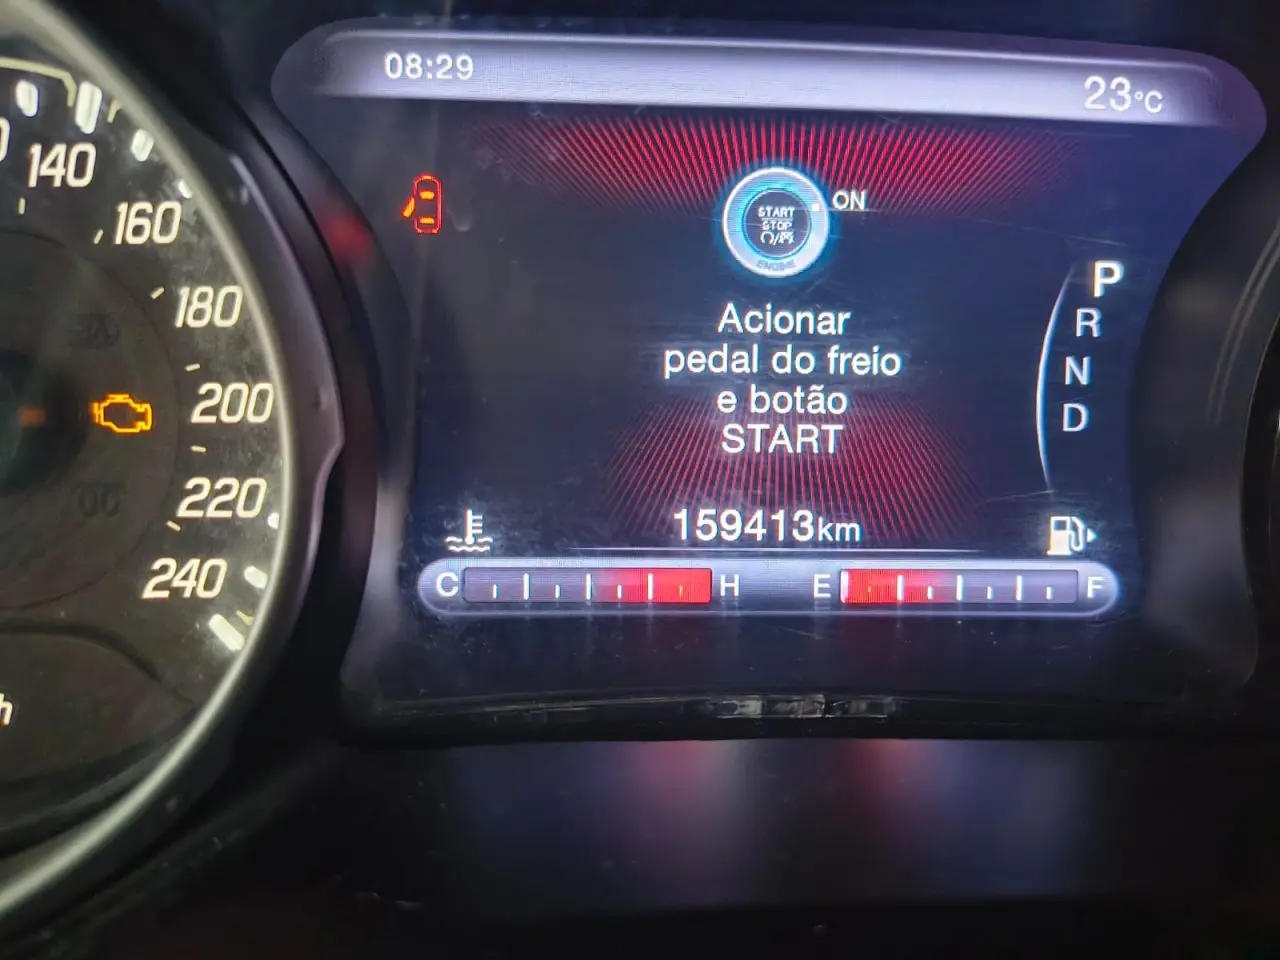 08:29
23°C
140
160
180
200
220
240
START
STOP
ENGINE
ON
Acionar
pedal do freio
e botão
START
P
R
N
D
159413km
C H E F